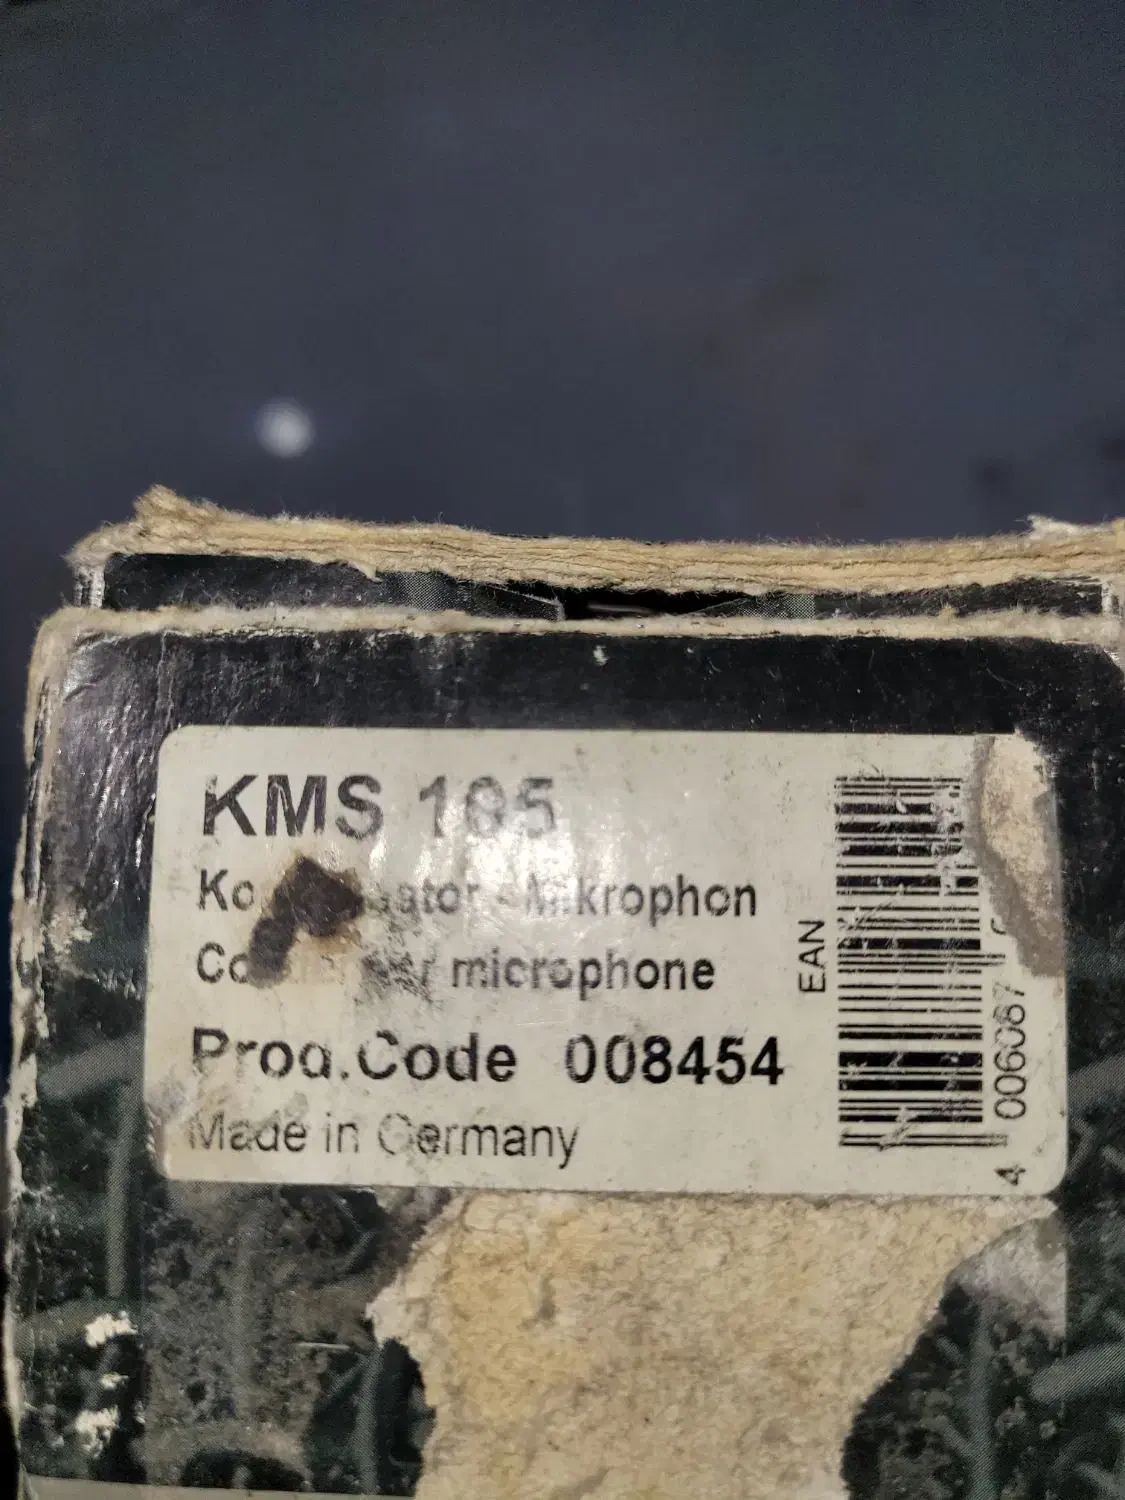 KMS 105
Mikrophon
microphone
Prod.Code 008454
Made in Germany
EAN
4 006087